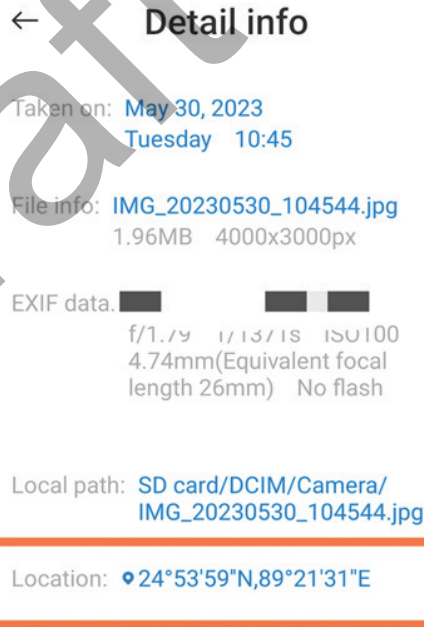 ← Detail info
Taken on: May 30, 2023
Tuesday 10:45
File info: IMG_20230530_104544.jpg
1.96MB 4000x3000px
EXIF data.
f/1.79 1/1371s ISO100
4.74mm(Equivalent focal
length 26mm) No flash
Local path: SD card/DCIM/Camera/
IMG_20230530_104544.jpg
Location: 24°53'59"N,89°21'31"E